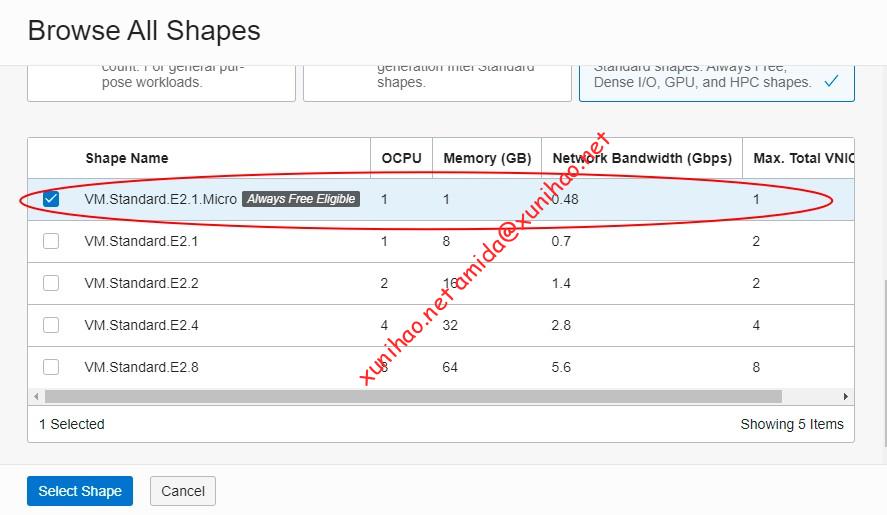 Browse All Shapes
count. For general pur-
pose workloads.
generation Intel Standard
shapes.
Standard shapes. Always Free,
Dense I/O, GPU, and HPC shapes.
Shape Name OCPU Memory (GB) Network Bandwidth (Gbps) Max. Total VNIC
VM.Standard.E2.1.Micro Always Free Eligible 1 1 0.48 1
VM.Standard.E2.1 1 8 0.7 2
VM.Standard.E2.2 2 16 1.4 2
VM.Standard.E2.4 4 32 2.8 4
VM.Standard.E2.8 8 64 5.6 8
xunihao.net amida@xunihao.net
1 Selected Showing 5 Items
Select Shape Cancel